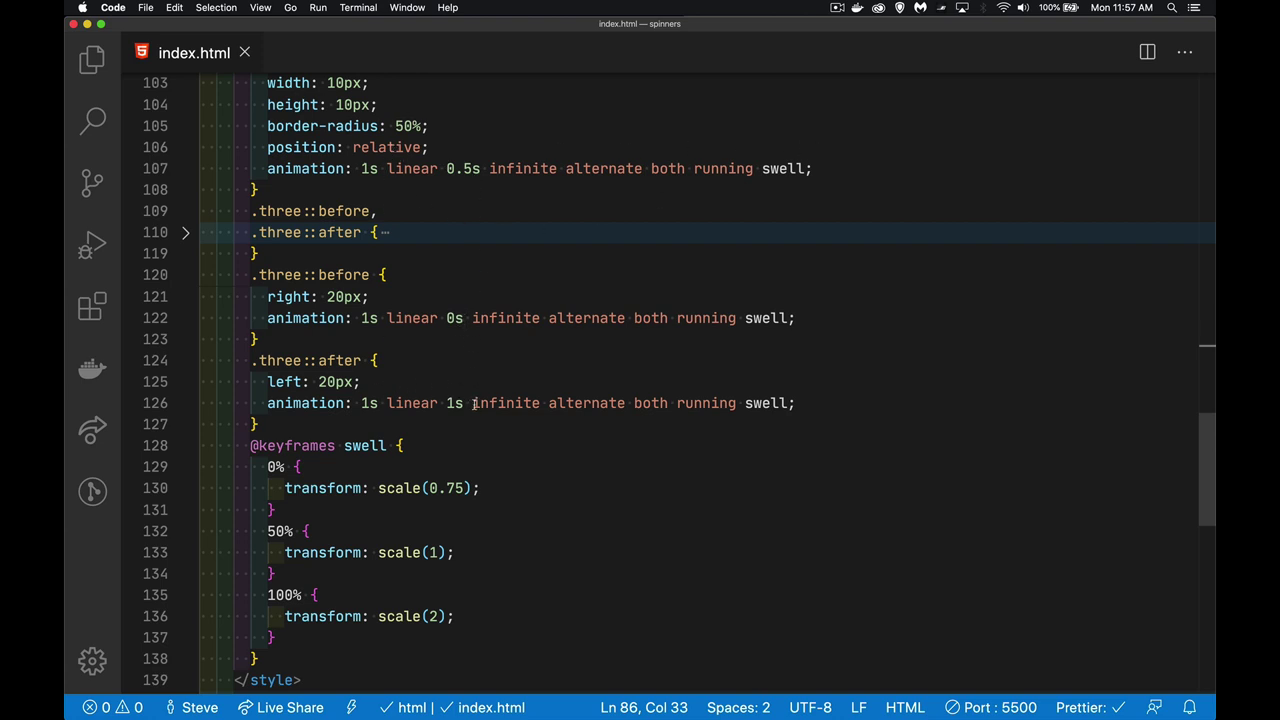 Code File Edit Selection View Go Run Terminal Window Help 100% Mon 11:57 AM
index.html — spinners
index.html
103 width: 10px;
104 height: 10px;
105 border-radius: 50%;
106 position: relative;
107 animation: 1s linear 0.5s infinite alternate both running swell;
108 }
109 .three::before,
110 .three::after {
119 }
120 .three::before {
121 right: 20px;
122 animation: 1s linear 0s infinite alternate both running swell;
123 }
124 .three::after {
125 left: 20px;
126 animation: 1s linear 1s infinite alternate both running swell;
127 }
128 @keyframes swell {
129 0% {
130 transform: scale(0.75);
131 }
132 50% {
133 transform: scale(1);
134 }
135 100% {
136 transform: scale(2);
137 }
138 }
139 </style>
0 0 Steve Live Share html | index.html Ln 86, Col 33 Spaces: 2 UTF-8 LF HTML Port : 5500 Prettier: